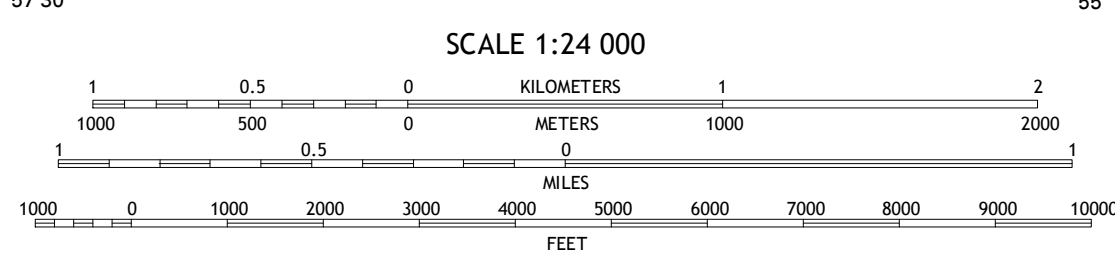 57'30"
55'
SCALE 1:24 000
1 0.5 0 KILOMETERS 1 2
1000 500 0 METERS 1000 2000
1 0.5 0 1
MILES
1000 0 1000 2000 3000 4000 5000 6000 7000 8000 9000 10000
FEET